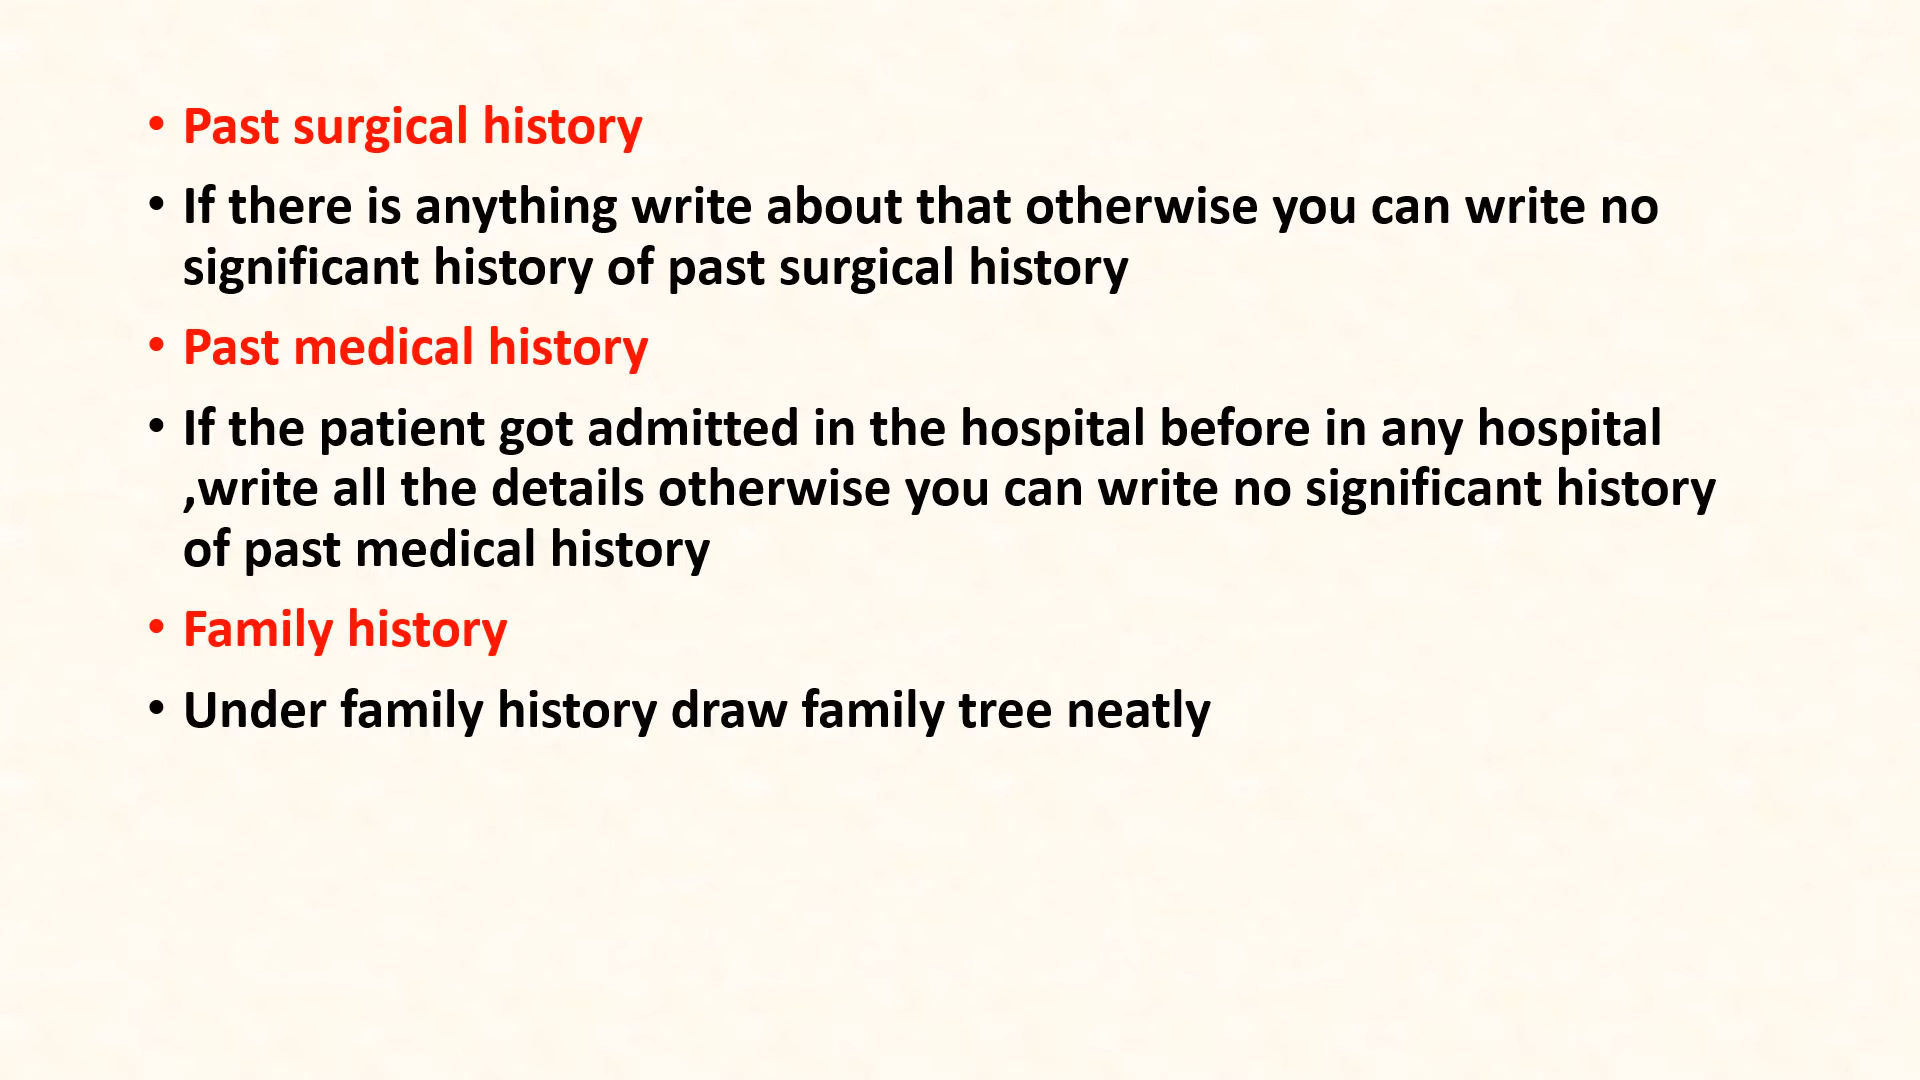 • Past surgical history
• If there is anything write about that otherwise you can write no
significant history of past surgical history
• Past medical history
• If the patient got admitted in the hospital before in any hospital
,write all the details otherwise you can write no significant history
of past medical history
• Family history
• Under family history draw family tree neatly